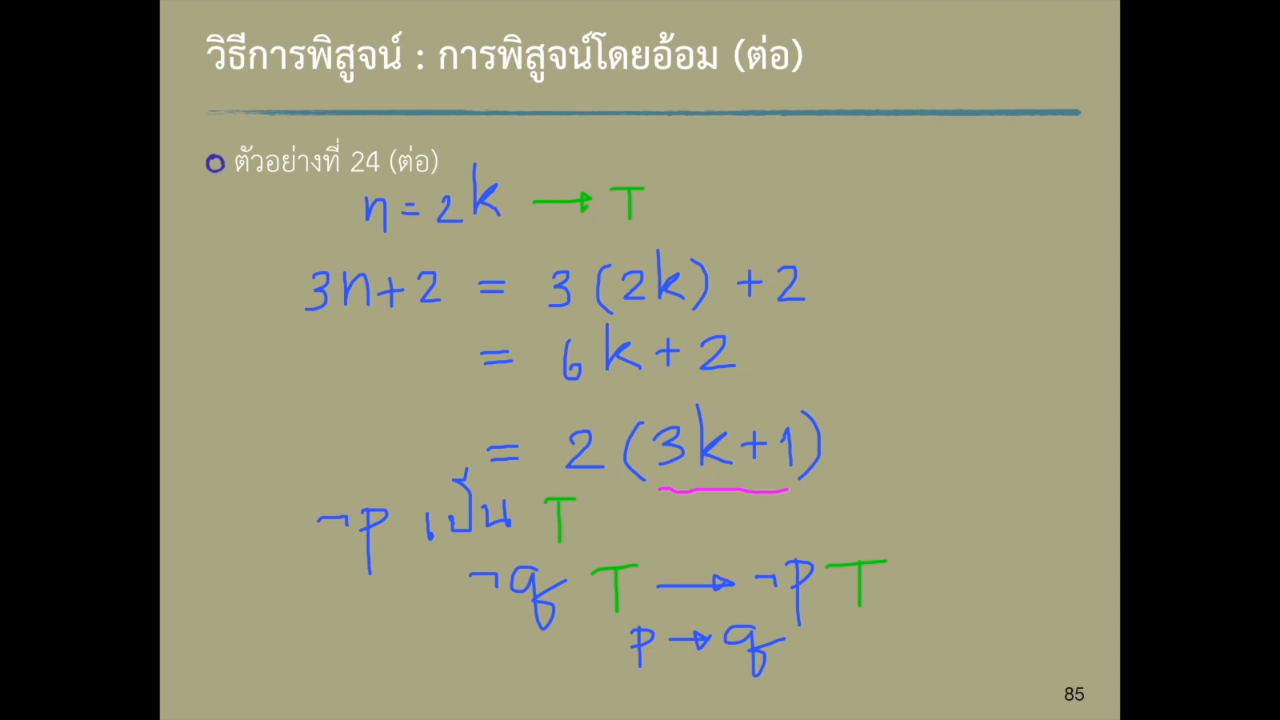 วิธีการพิสูจน์ : การพิสูจน์โดยอ้อม (ต่อ)
ตัวอย่างที่ 24 (ต่อ)
n = 2k → T
3n+2 = 3(2k) + 2
= 6k + 2
= 2(3k+1)
¬p เป็น T
¬q T → ¬p T
p → q
85